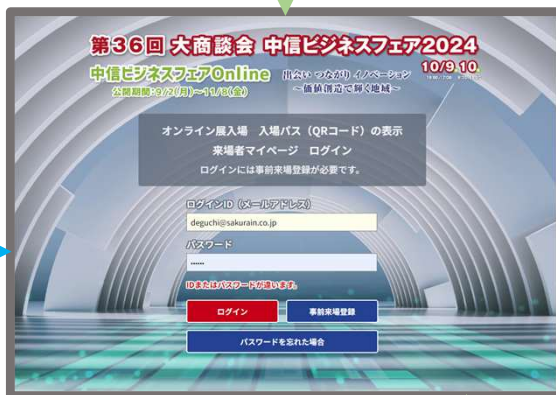 第36回 大商談会 中信ビジネスフェア2024
中信ビジネスフェアOnline
出会い つながり イノベーション
10/9.10
公開期間:9/2(月)~11/8(金)
~価値創造で輝く地域~
オンライン展入場 入場パス(QRコード)の表示
来場者マイページ ログイン
ログインには事前来場登録が必要です。
ログインID(メールアドレス)
deguchi@sakurain.co.jp
パスワード
......
IDまたはパスワードが違います。
ログイン
事前来場登録
パスワードを忘れた場合